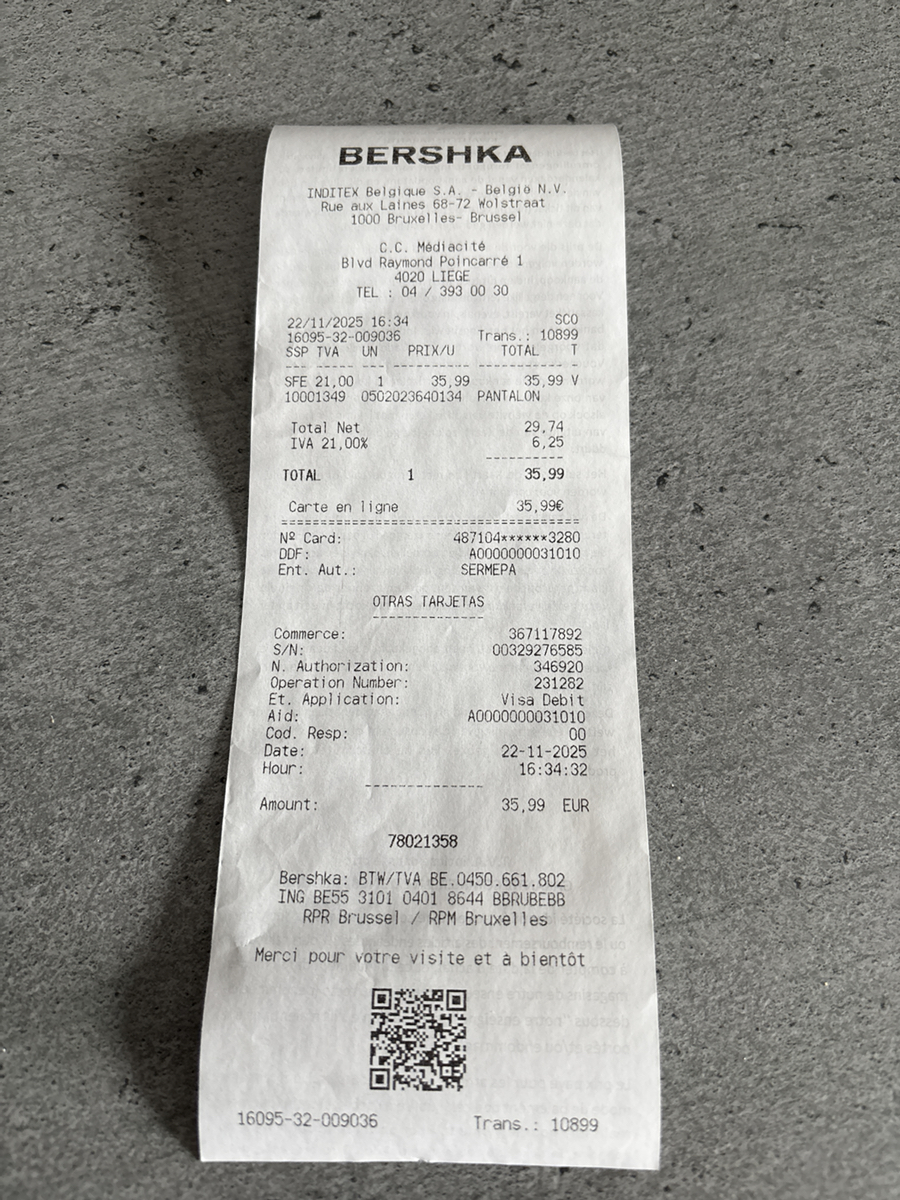 BERSHKA
INDITEX Belgique S.A. - Belgiö N.V.
Rue aux Laines 68-72 Wolstraat
1000 Bruxelles- Brussel
C.C. Médiacité
Blvd Raymond Poincarré 1
4020 LIEGE
TEL : 04 / 393 00 30
22/11/2025 16:34 SCO
16095-32-009036 Trans.: 10899
SSP TVA UN PRIX/U TOTAL T
SFE 21,00 1 35,99 35,99 V
10001349 0502023640134 PANTALON
Total Net 29,74
IVA 21,00% 6,25
TOTAL 1 35,99
Carte en ligne 35,99€
Nº Card: 487104******3280
DDF: A0000000031010
Ent. Aut.: SERMEPA
OTRAS TARJETAS
Commerce: 367117892
S/N: 00329276585
N. Authorization: 346920
Operation Number: 231282
Et. Application: Visa Debit
Aid: A0000000031010
Cod. Resp: 00
Date: 22-11-2025
Hour: 16:34:32
Amount: 35,99 EUR
78021358
Bershka: BTW/TVA BE.0450.661.802
ING BE55 3101 0401 8644 BBRUBEBB
RPR Brussel / RPM Bruxelles
Merci pour votre visite et à bientôt
16095-32-009036 Trans.: 10899